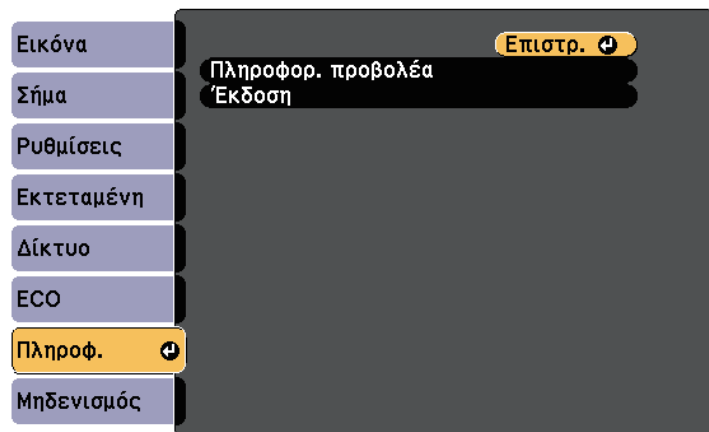 Εικόνα
Σήμα
Ρυθμίσεις
Εκτεταμένη
Δίκτυο
ECO
Πληροφ.
Μηδενισμός
Επιστρ.
Πληροφορ. προβολέα
Έκδοση